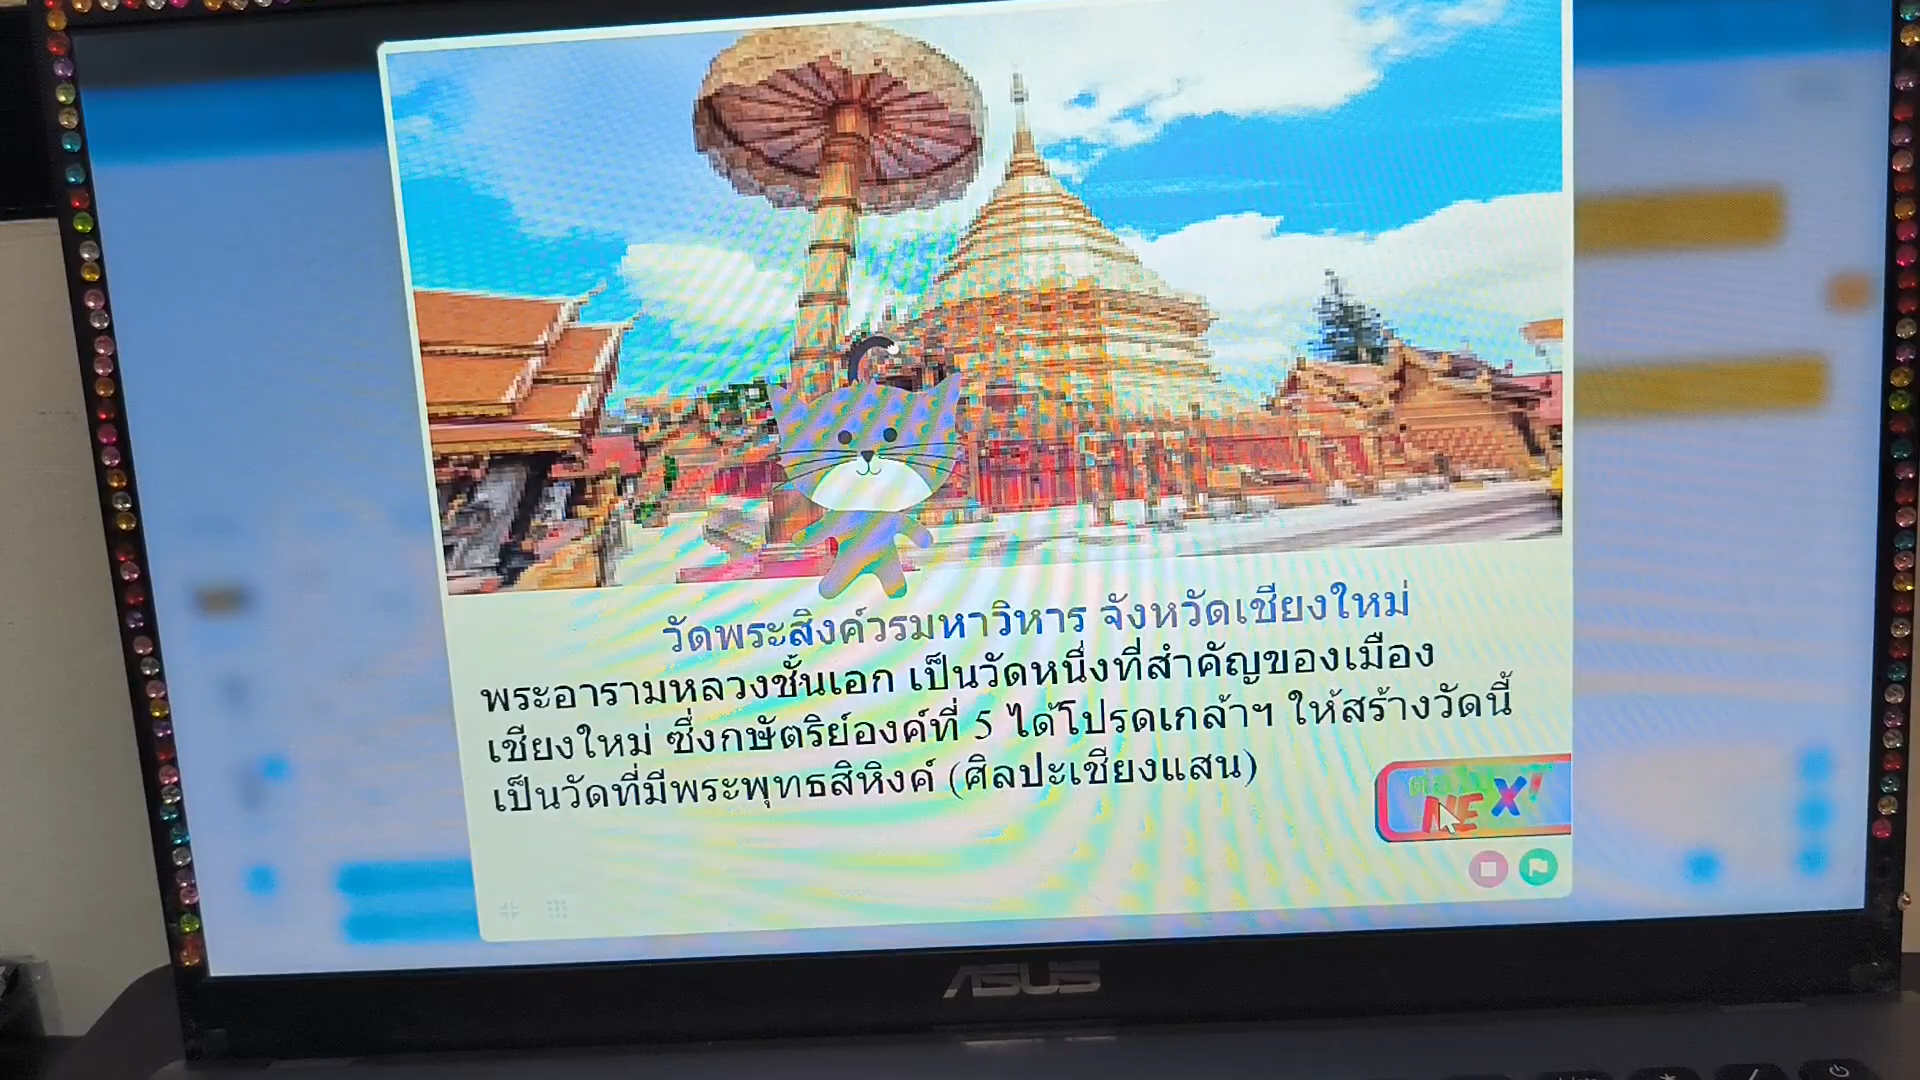 วัดพระสิงค์วรมหาวิหาร จังหวัดเชียงใหม่
พระอารามหลวงชั้นเอก เป็นวัดหนึ่งที่สำคัญของเมือง
เชียงใหม่ ซึ่งกษัตริย์องค์ที่ 5 ได้โปรดเกล้าฯ ให้สร้างวัดนี้
เป็นวัดที่มีพระพุทธสิหิงค์ (ศิลปะเชียงแสน)
NEX
ASUS